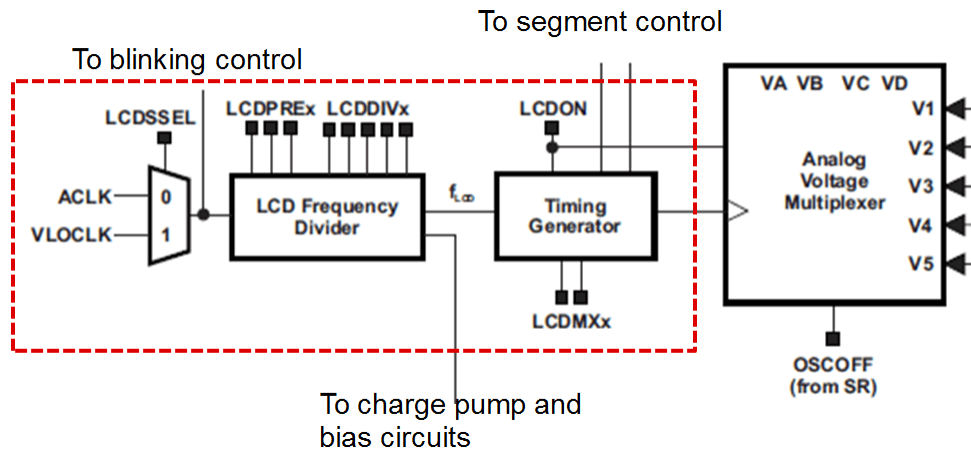 To segment control
To blinking control
LCDSSEL
LCDPREx
LCDDIVx
LCDON
VA VB VC VD
V1
V2
V3
V4
V5
ACLK
0
VLOCLK
1
LCD Frequency
Divider
fLCD
Timing
Generator
Analog
Voltage
Multiplexer
LCDMXx
OSCOFF
(from SR)
To charge pump and
bias circuits